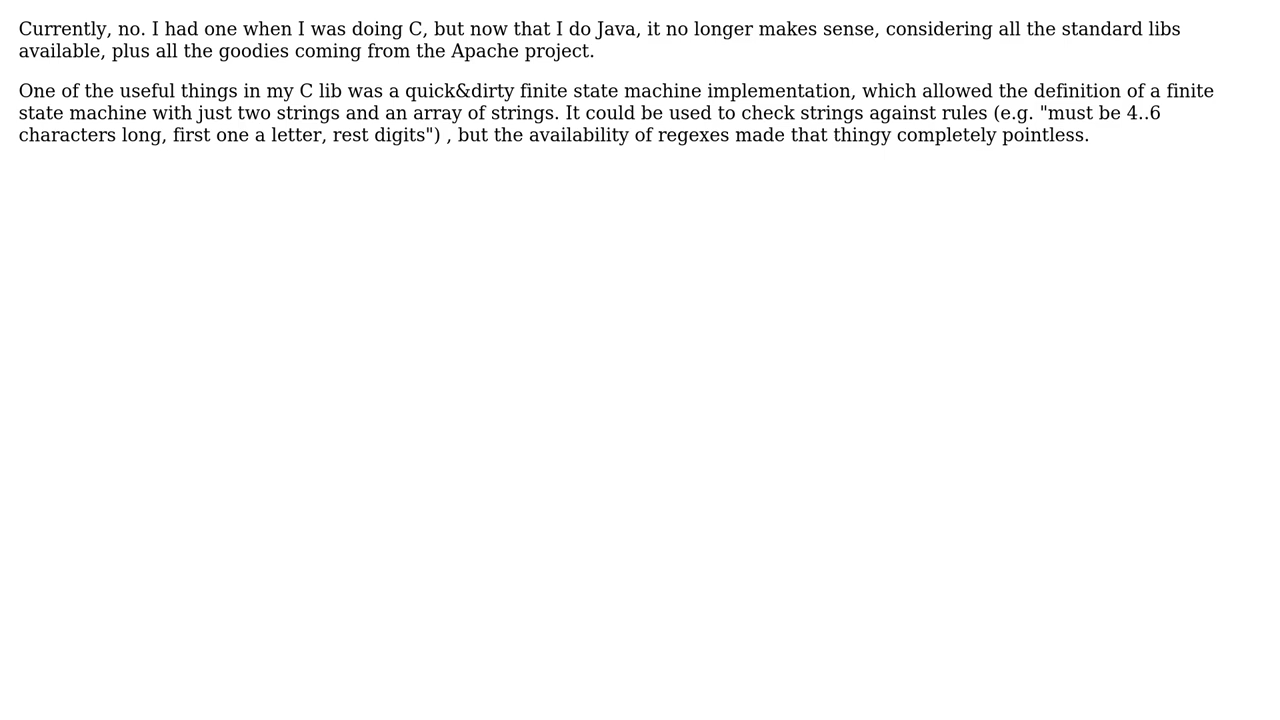 Currently, no. I had one when I was doing C, but now that I do Java, it no longer makes sense, considering all the standard libs
available, plus all the goodies coming from the Apache project.
One of the useful things in my C lib was a quick&dirty finite state machine implementation, which allowed the definition of a finite
state machine with just two strings and an array of strings. It could be used to check strings against rules (e.g. "must be 4..6
characters long, first one a letter, rest digits") , but the availability of regexes made that thingy completely pointless.